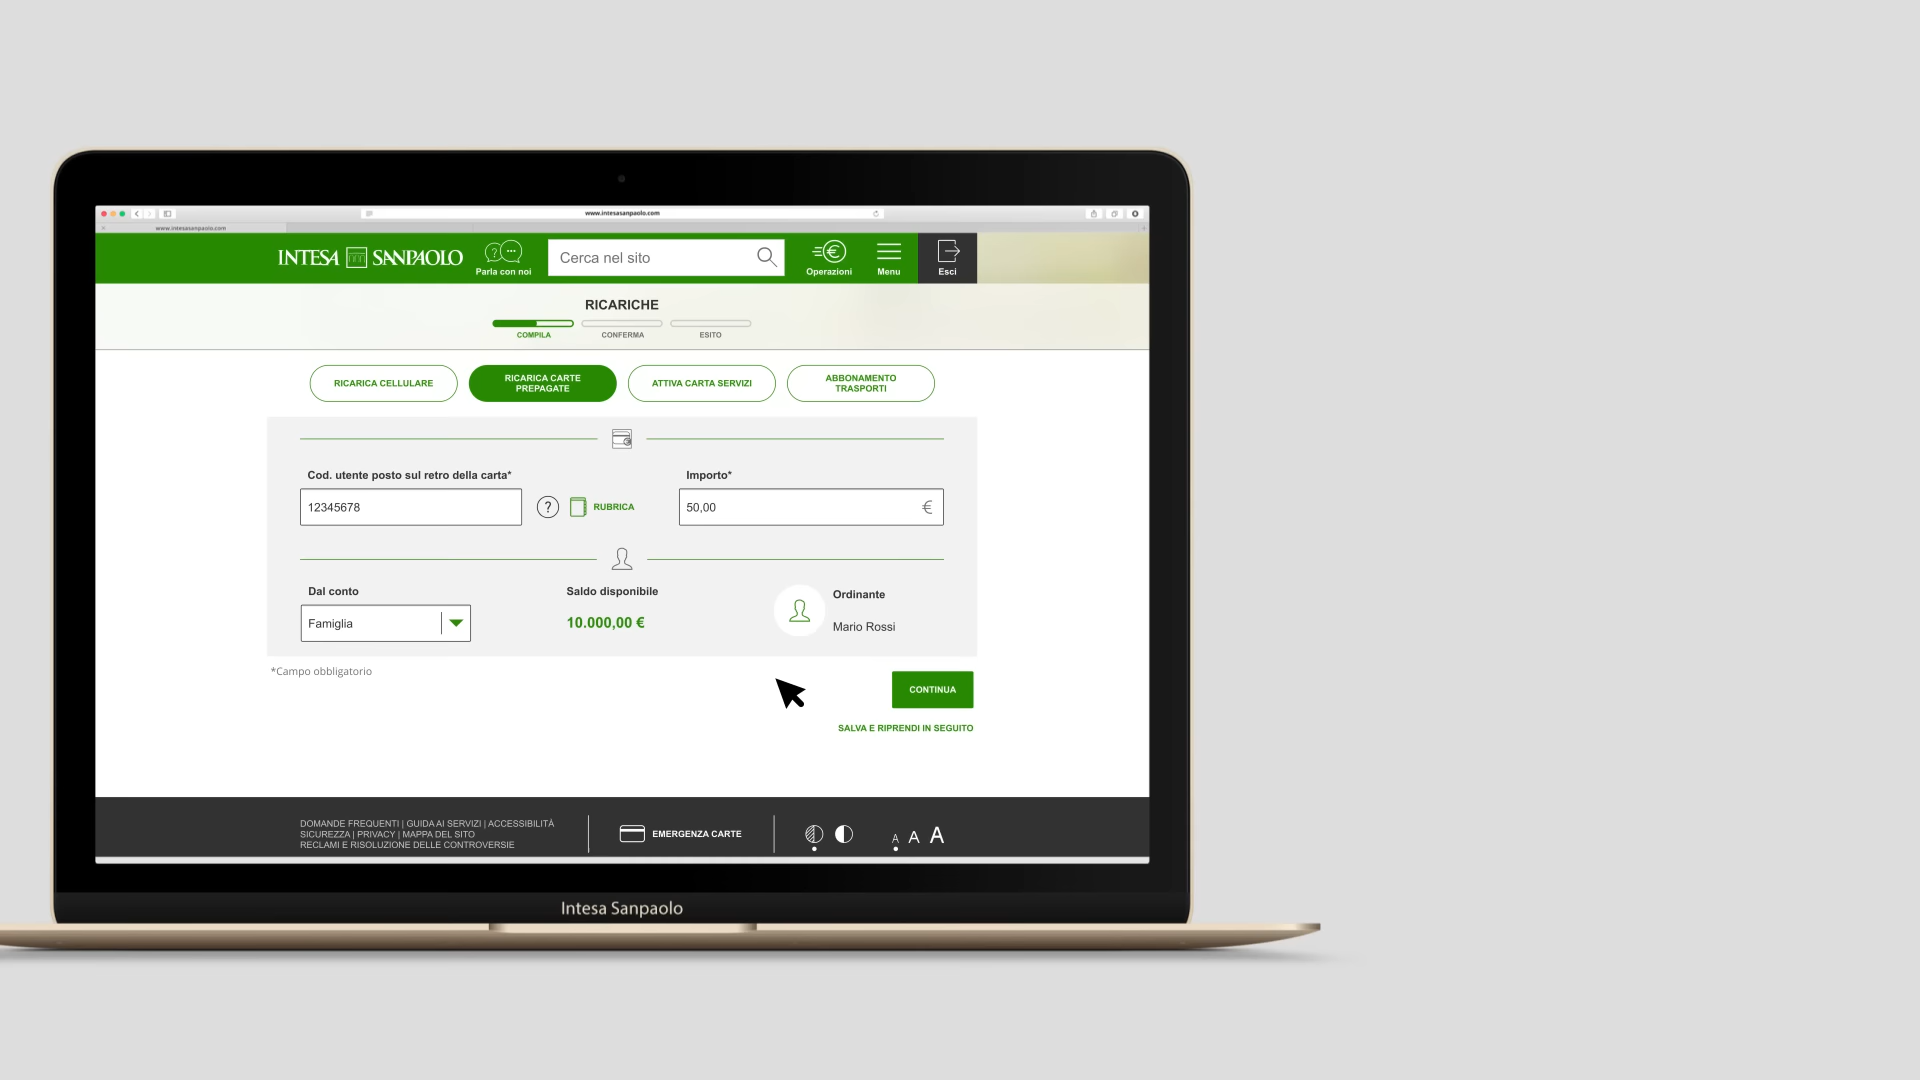 www.intesasanpaolo.com
www.intesasanpaolo.com
INTESA SANPAOLO
Parla con noi
Cerca nel sito
Operazioni
Menu
Esci
RICARICHE
COMPILA
CONFERMA
ESITO
RICARICA CELLULARE
RICARICA CARTE
PREPAGATE
ATTIVA CARTA SERVIZI
ABBONAMENTO
TRASPORTI
Cod. utente posto sul retro della carta*
Importo*
12345678
?
RUBRICA
50,00
€
Dal conto
Saldo disponibile
Ordinante
Famiglia
10.000,00 €
Mario Rossi
*Campo obbligatorio
CONTINUA
SALVA E RIPRENDI IN SEGUITO
DOMANDE FREQUENTI | GUIDA AI SERVIZI | ACCESSIBILITÀ
SICUREZZA | PRIVACY | MAPPA DEL SITO
RECLAMI E RISOLUZIONE DELLE CONTROVERSIE
EMERGENZA CARTE
A A A
Intesa Sanpaolo